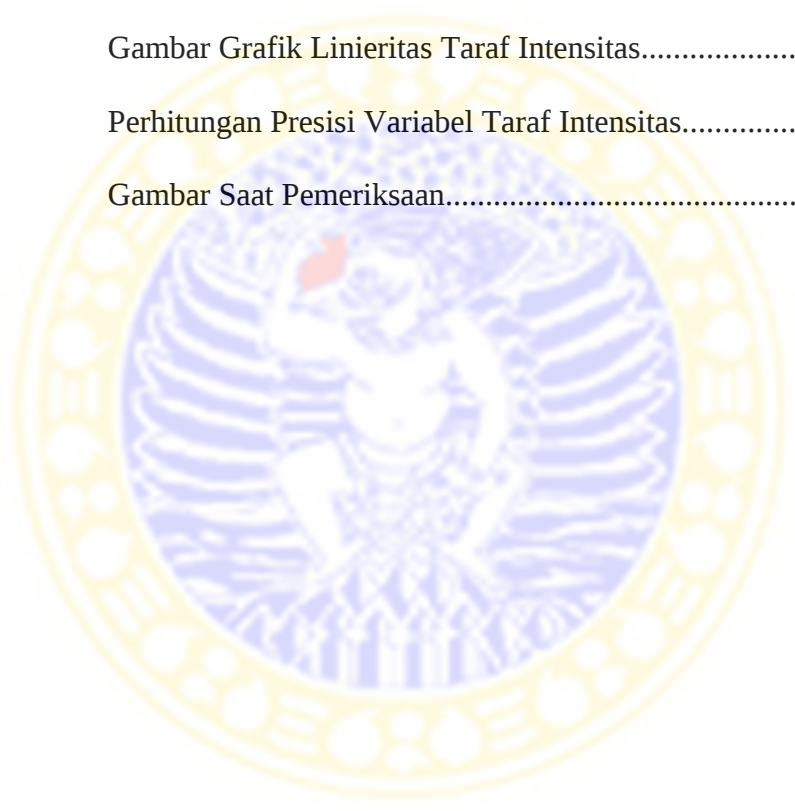 Gambar Grafik Linieritas Taraf Intensitas...................
Perhitungan Presisi Variabel Taraf Intensitas..............
Gambar Saat Pemeriksaan..........................................